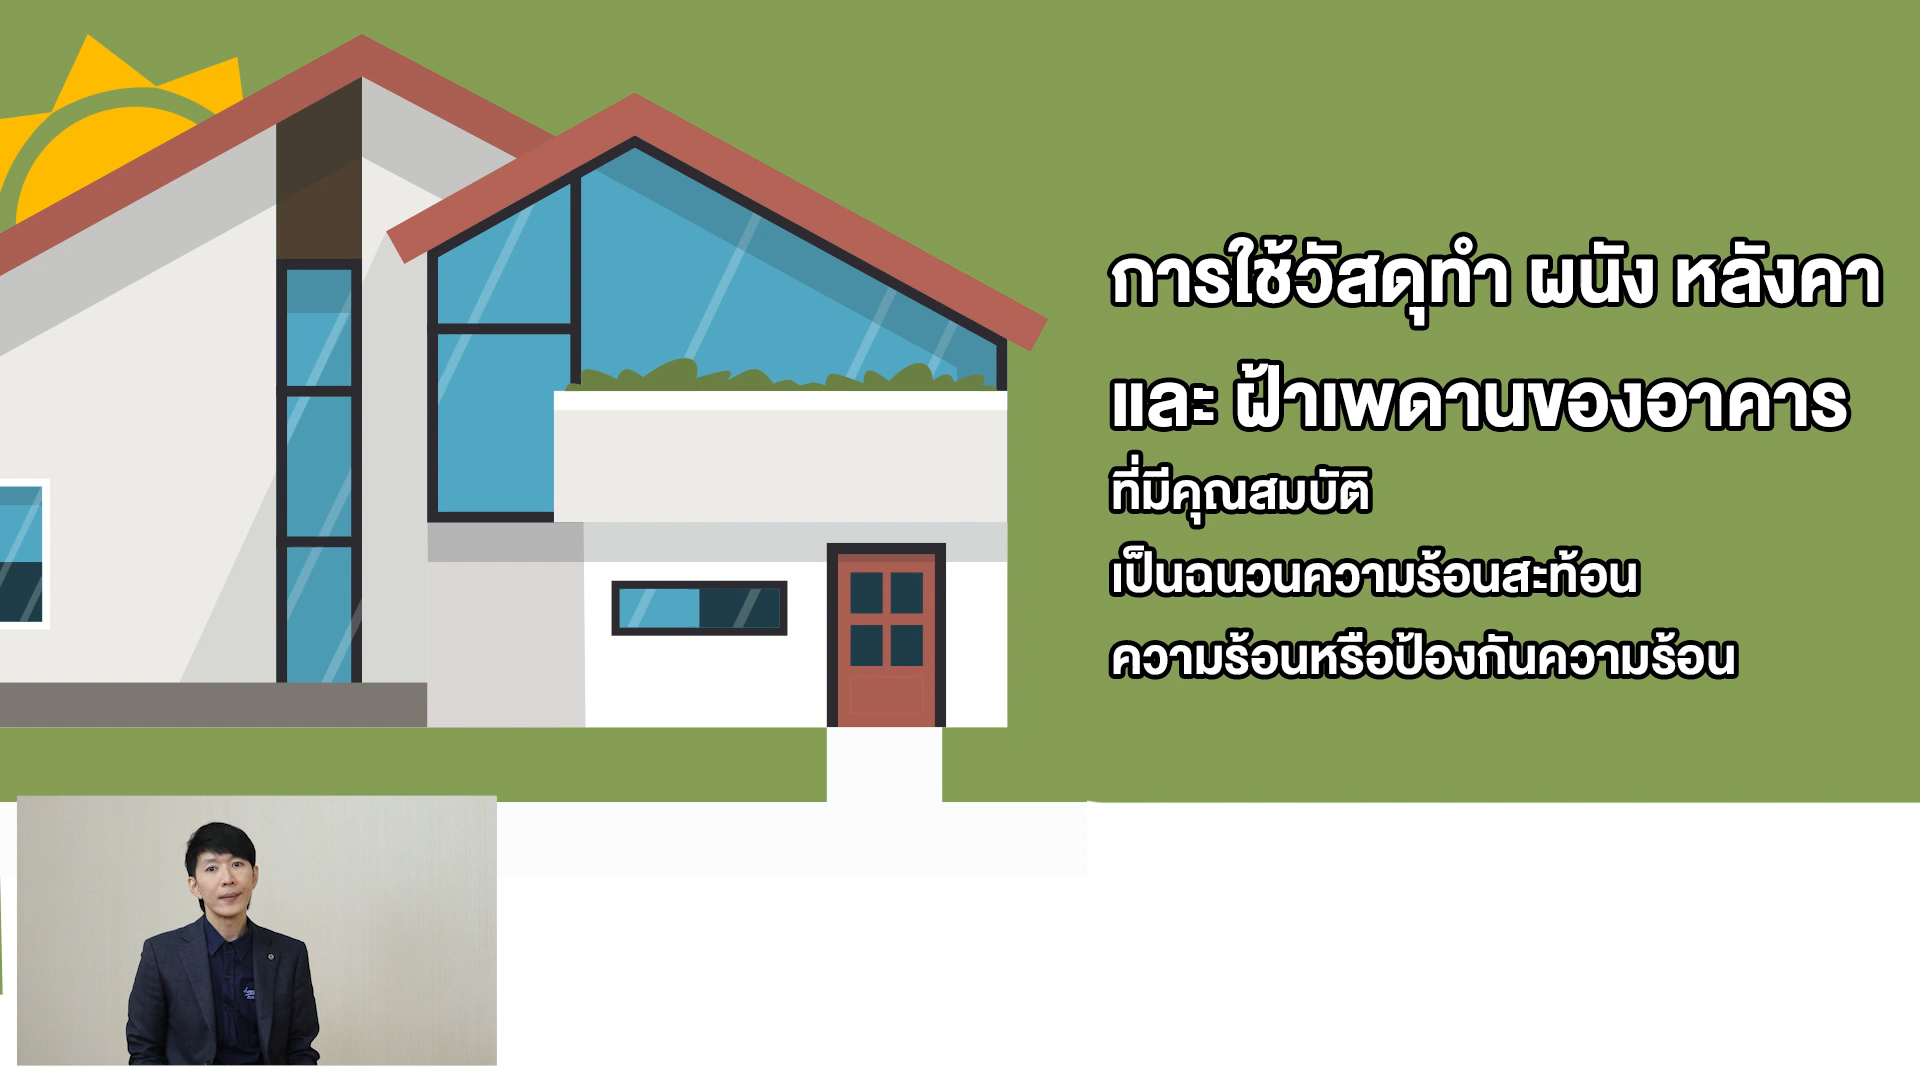 การใช้วัสดุทำ ผนัง หลังคา
และ ฝ้าเพดานของอาคาร
ที่มีคุณสมบัติ
เป็นฉนวนความร้อนสะท้อน
ความร้อนหรือป้องกันความร้อน